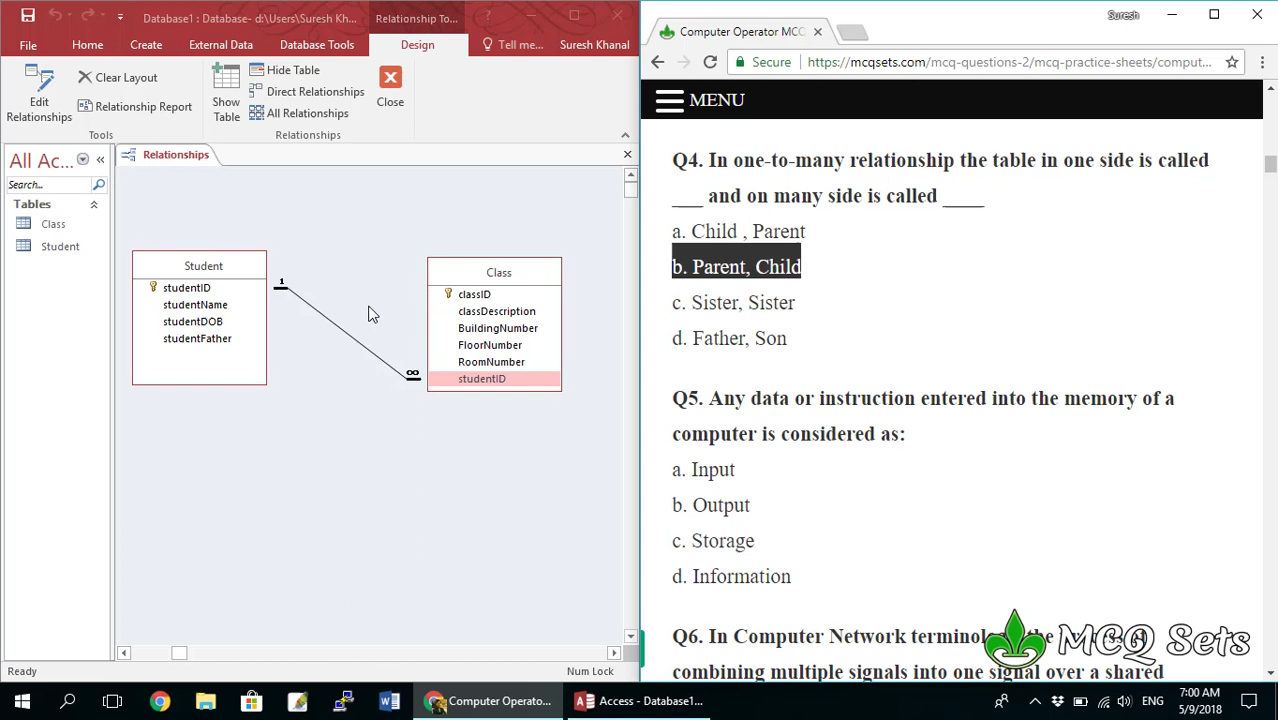 Database1 : Database- d:\Users\Suresh Kha...
Relationship To...
?
File
Home
Create
External Data
Database Tools
Design
Tell me...
Suresh Khanal
Edit Relationships
Clear Layout
Relationship Report
Tools
Show Table
Hide Table
Direct Relationships
All Relationships
Relationships
Close
All Ac...
Search...
Tables
Class
Student
Relationships
Student
studentID
studentName
studentDOB
studentFather
1
∞
Class
classID
classDescription
BuildingNumber
FloorNumber
RoomNumber
studentID
Ready
Num Lock
Suresh
Computer Operator MCQ
Secure
https://mcqsets.com/mcq-questions-2/mcq-practice-sheets/comput...
MENU
Q4. In one-to-many relationship the table in one side is called
___ and on many side is called ____
a. Child , Parent
b. Parent, Child
c. Sister, Sister
d. Father, Son
Q5. Any data or instruction entered into the memory of a
computer is considered as:
a. Input
b. Output
c. Storage
d. Information
Q6. In Computer Network
combining multiple signals into one signal over a shared
MCQ Sets
Computer Operato...
Access - Database1...
ENG
7:00 AM
5/9/2018